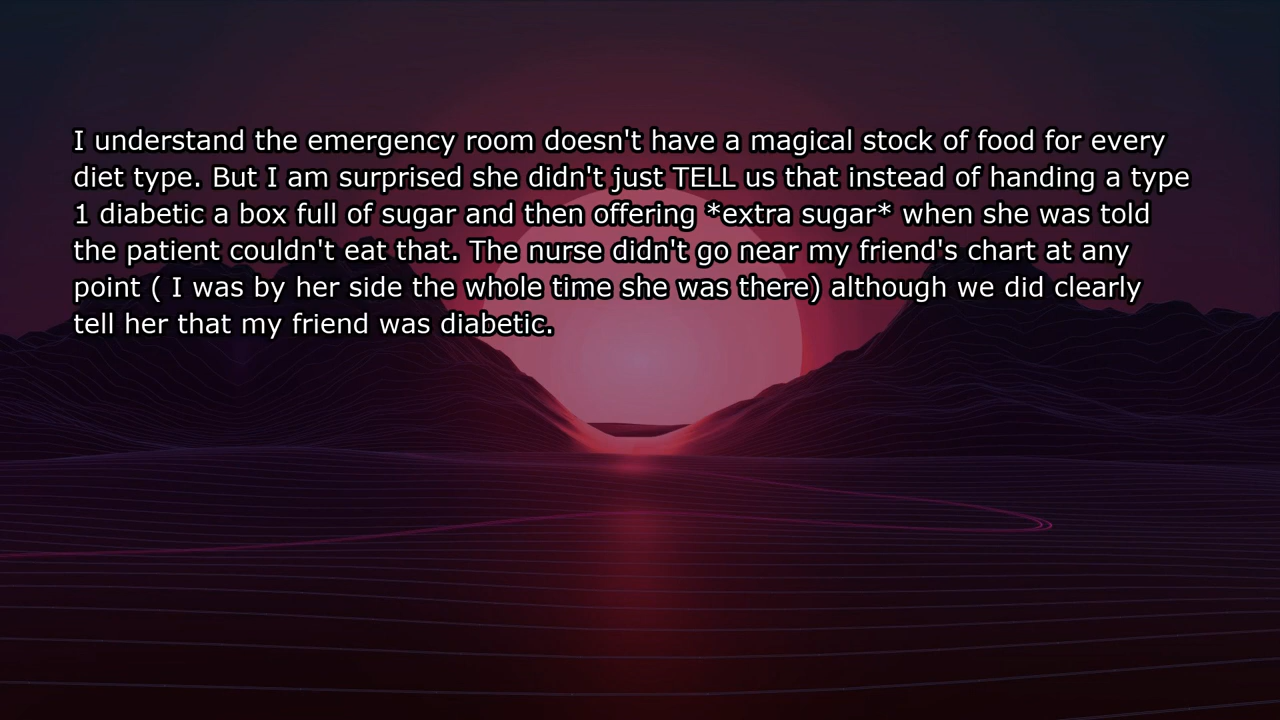 I understand the emergency room doesn't have a magical stock of food for every
diet type. But I am surprised she didn't just TELL us that instead of handing a type
1 diabetic a box full of sugar and then offering *extra sugar* when she was told
the patient couldn't eat that. The nurse didn't go near my friend's chart at any
point ( I was by her side the whole time she was there) although we did clearly
tell her that my friend was diabetic.